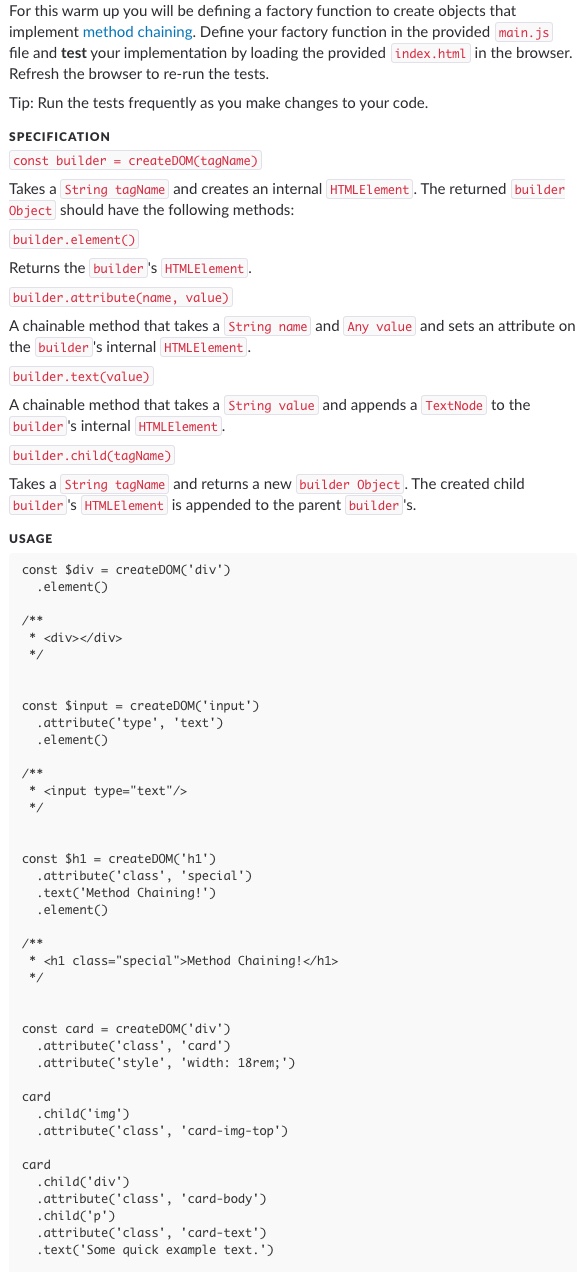 For this warm up you will be defining a factory function to create objects that
implement method chaining. Define your factory function in the provided main.js
file and test your implementation by loading the provided index.html in the browser.
Refresh the browser to re-run the tests.
Tip: Run the tests frequently as you make changes to your code.
SPECIFICATION
const builder = createDOM(tagName)
Takes a String tagName and creates an internal HTMLElement. The returned builder
Object should have the following methods:
builder.element()
Returns the builder's HTMLElement.
builder.attribute(name, value)
A chainable method that takes a String name and Any value and sets an attribute on
the builder's internal HTMLElement.
builder.text(value)
A chainable method that takes a String value and appends a TextNode to the
builder's internal HTMLElement.
builder.child(tagName)
Takes a String tagName and returns a new builder Object. The created child
builder's HTMLElement is appended to the parent builder's.
USAGE
const $div = createDOM('div')
  .element()
/**
 * <div></div>
 */
const $input = createDOM('input')
  .attribute('type', 'text')
  .element()
/**
 * <input type="text"/>
 */
const $h1 = createDOM('h1')
  .attribute('class', 'special')
  .text('Method Chaining!')
  .element()
/**
 * <h1 class="special">Method Chaining!</h1>
 */
const card = createDOM('div')
  .attribute('class', 'card')
  .attribute('style', 'width: 18rem;')
card
  .child('img')
  .attribute('class', 'card-img-top')
card
  .child('div')
  .attribute('class', 'card-body')
  .child('p')
  .attribute('class', 'card-text')
  .text('Some quick example text.')